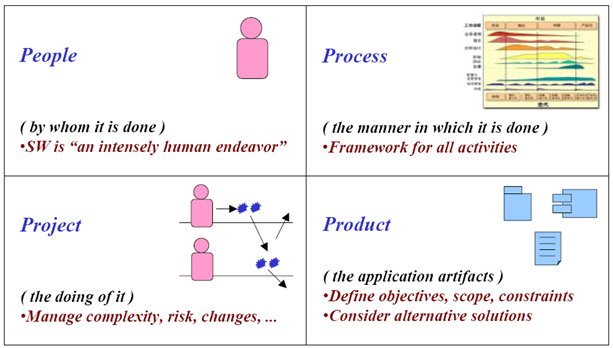 People
( by whom it is done )
•SW is “an intensely human endeavor”
Process
( the manner in which it is done )
•Framework for all activities
Project
( the doing of it )
•Manage complexity, risk, changes, ...
Product
( the application artifacts )
•Define objectives, scope, constraints
•Consider alternative solutions